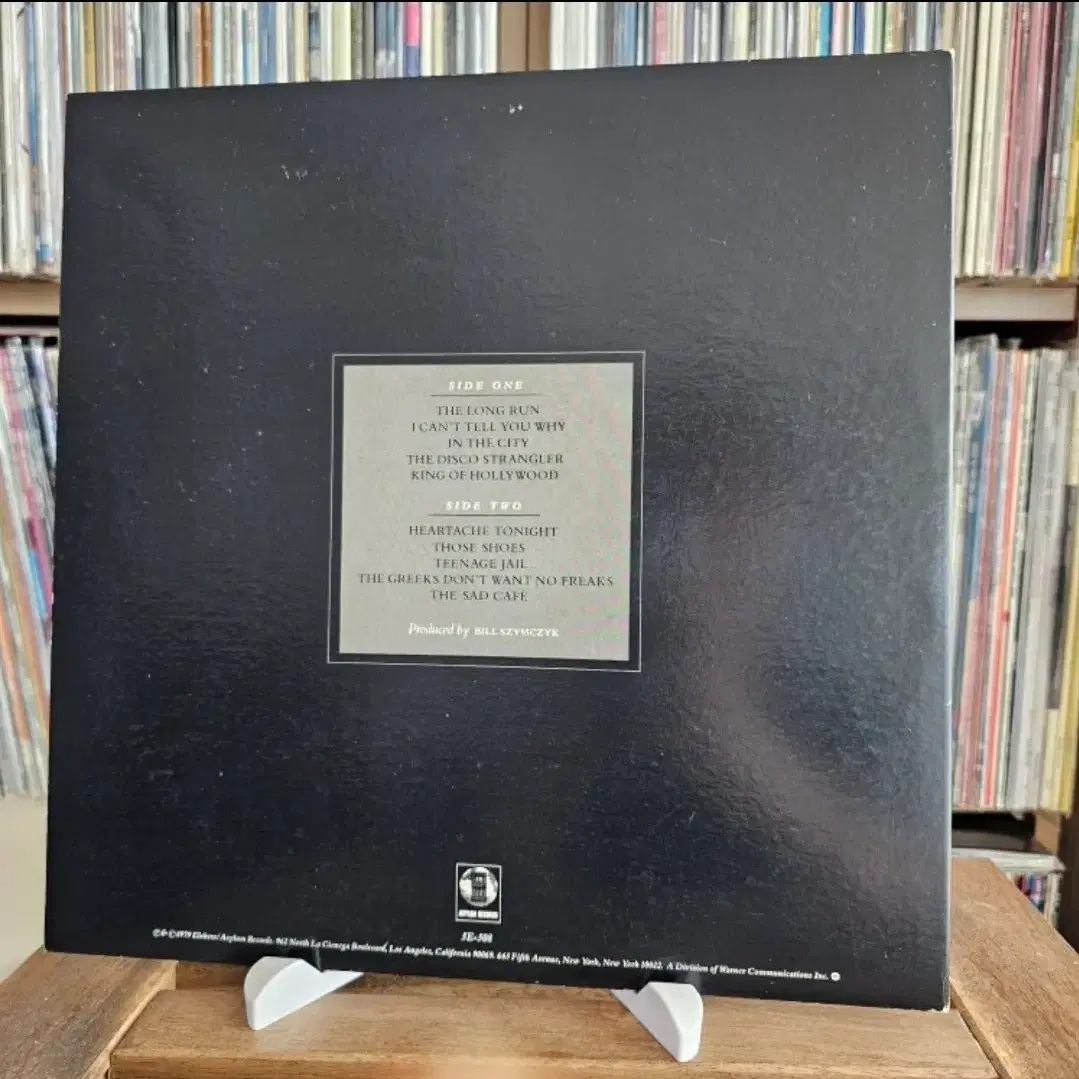 SIDE ONE
THE LONG RUN
I CAN'T TELL YOU WHY
IN THE CITY
THE DISCO STRANGLER
KING OF HOLLYWOOD
SIDE TWO
HEARTACHE TONIGHT
THOSE SHOES
TEENAGE JAIL
THE GREEKS DON'T WANT NO FREAKS
THE SAD CAFE
Produced by BILL SZYMCZYK
ASYLUM RECORDS
5E-508
℗&©1979 Elektra/Asylum Records. 962 North La Cienega Boulevard, Los Angeles, California 90069. 665 Fifth Avenue, New York, New York 10022. A Division of Warner Communications Inc.